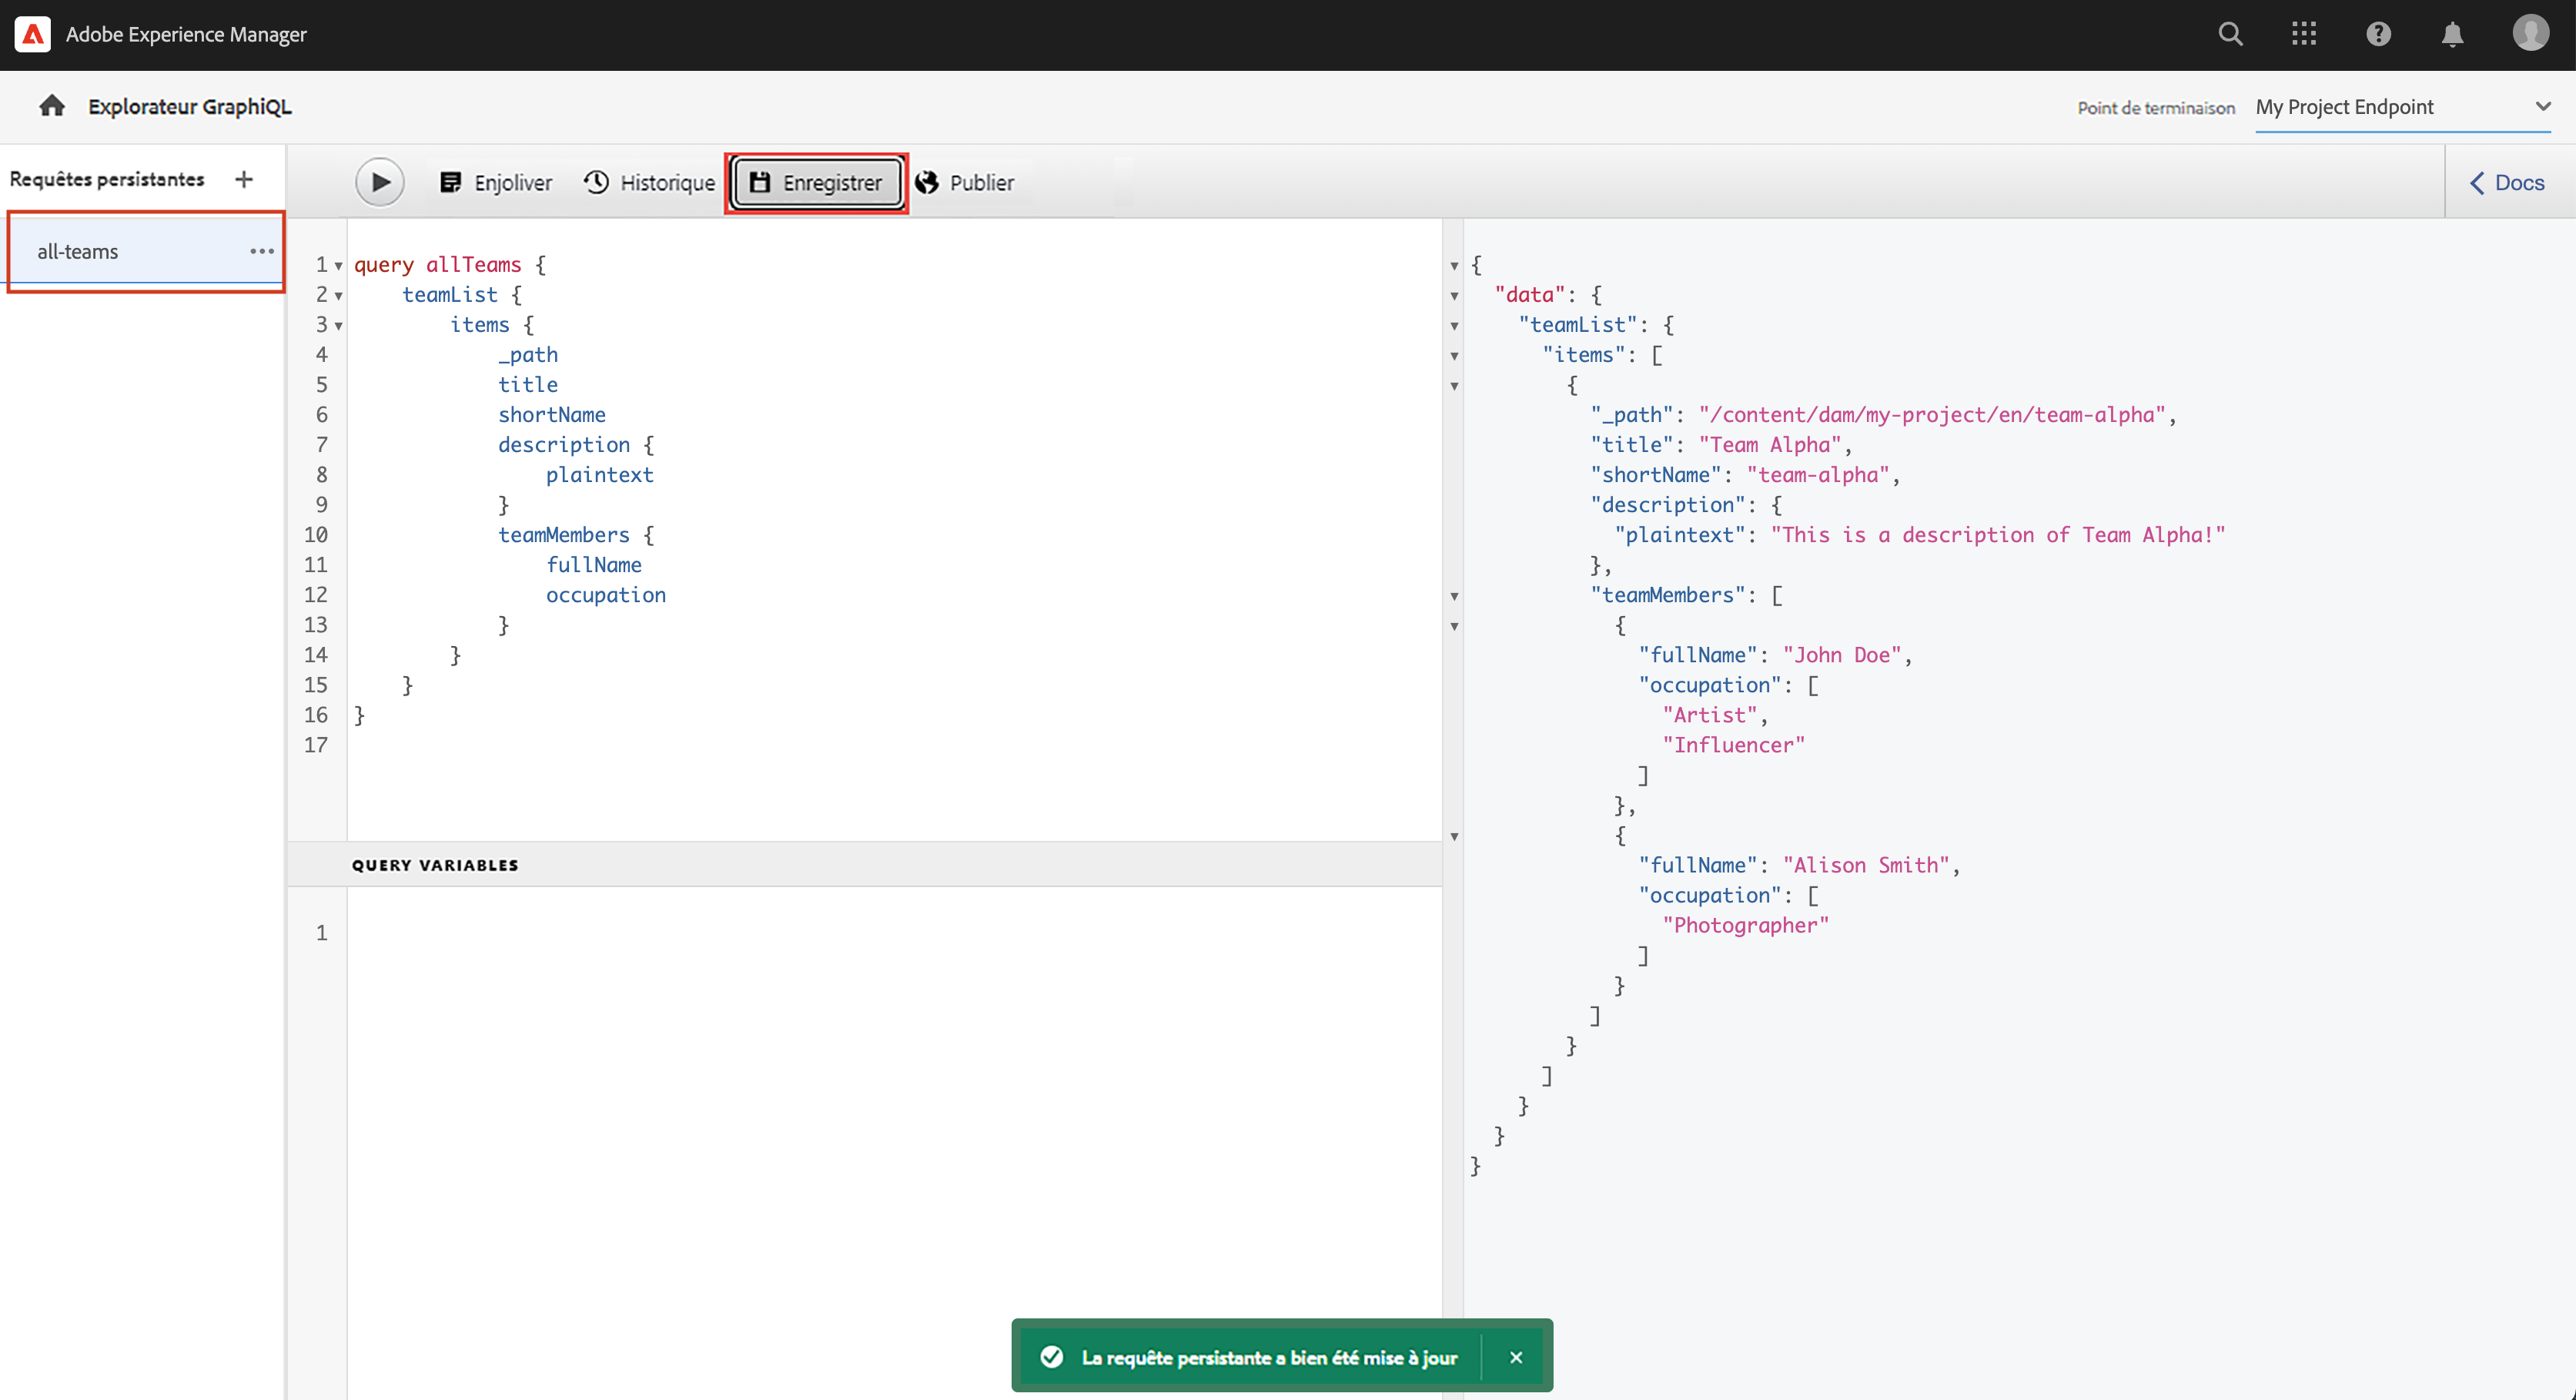 Adobe Experience Manager
Explorateur GraphiQL
Point de terminaison My Project Endpoint
Requêtes persistantes +
Enjoliver Historique Enregistrer Publier
Docs
all-teams
1 query allTeams {
2 teamList {
3 items {
4 _path
5 title
6 shortName
7 description {
8 plaintext
9 }
10 teamMembers {
11 fullName
12 occupation
13 }
14 }
15 }
16 }
17
QUERY VARIABLES
1
{
"data": {
"teamList": {
"items": [
{
"_path": "/content/dam/my-project/en/team-alpha",
"title": "Team Alpha",
"shortName": "team-alpha",
"description": {
"plaintext": "This is a description of Team Alpha!"
},
"teamMembers": [
{
"fullName": "John Doe",
"occupation": [
"Artist",
"Influencer"
]
},
{
"fullName": "Alison Smith",
"occupation": [
"Photographer"
]
}
]
}
]
}
}
}
La requête persistante a bien été mise à jour